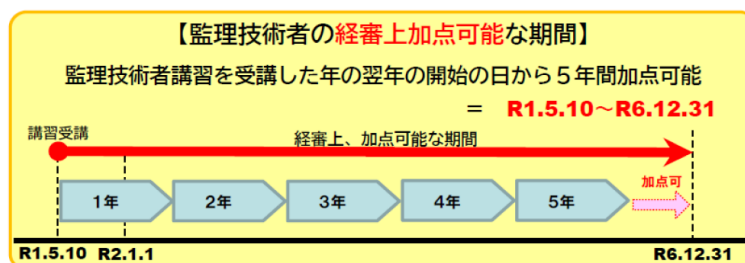 【監理技術者の経審上加点可能な期間】
監理技術者講習を受講した年の翌年の開始の日から５年間加点可能
＝ R1.5.10～R6.12.31
講習受講
経審上、加点可能な期間
加点可
1年 2年 3年 4年 5年
R1.5.10 R2.1.1 R6.12.31